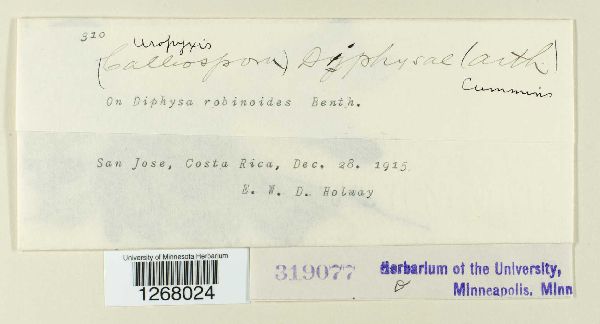 310
Uropyxis
(Calliospora) Diphysae (Arth)
Cummins
On Diphysa robinoides Benth.
San Jose, Costa Rica, Dec. 28. 1915.
E. W. D. Holway
University of Minnesota Herbarium
1268024
319077
Herbarium of the University,
Minneapolis. Minn